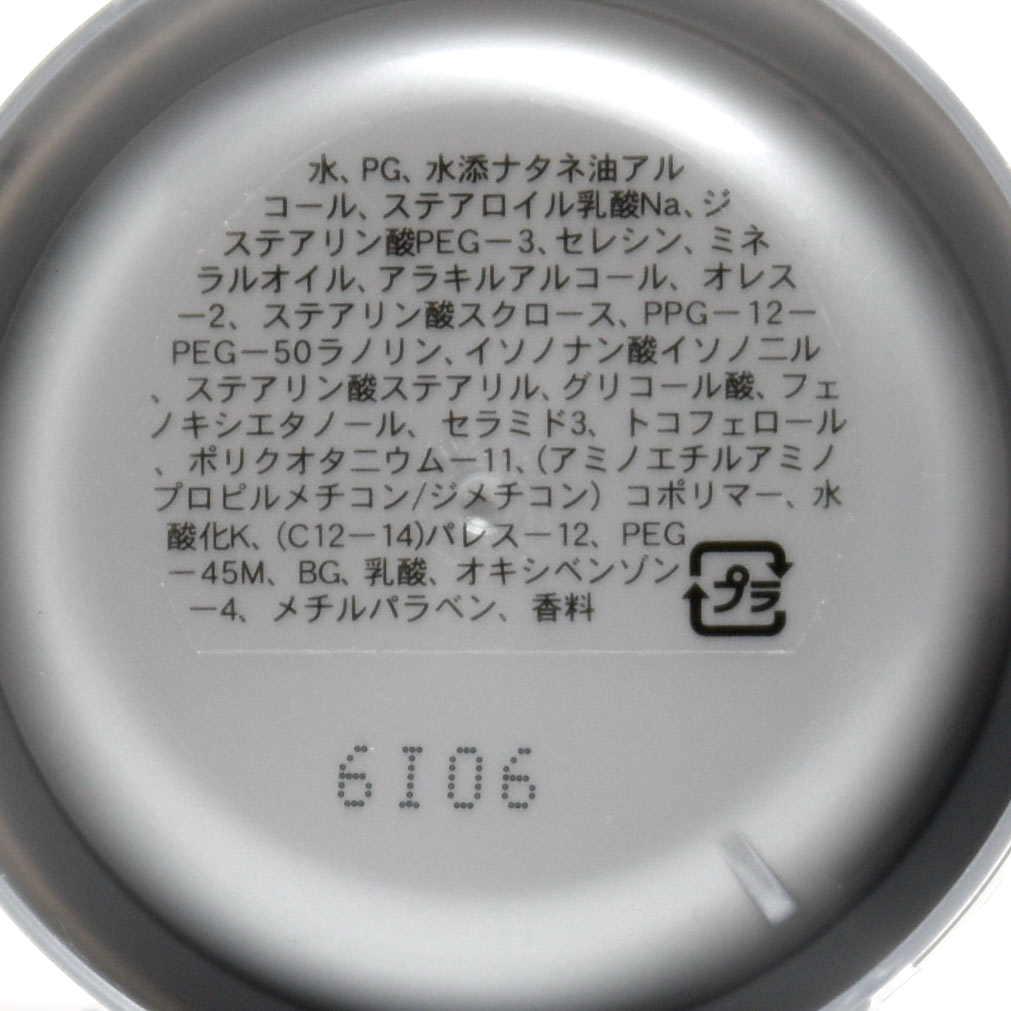 水、PG、水添ナタネ油アル
コール、ステアロイル乳酸Na、ジ
ステアリン酸PEG－3、セレシン、ミネ
ラルオイル、アラキルアルコール、オレス
－2、ステアリン酸スクロース、PPG－12－
PEG－50ラノリン、イソノナン酸イソノニル
、ステアリン酸ステアリル、グリコール酸、フェ
ノキシエタノール、セラミド3、トコフェロール
、ポリクオタニウム－11、(アミノエチルアミノ
プロピルメチコン/ジメチコン）コポリマー、水
酸化K、(C12－14)パレス－12、PEG
－45M、BG、乳酸、オキシベンゾン
－4、メチルパラベン、香料
プラ
6I06